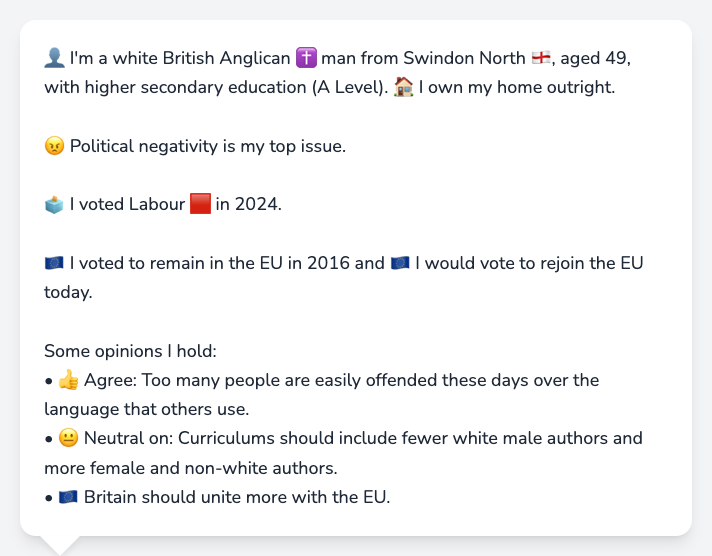 👤 I'm a white British Anglican ✝️ man from Swindon North 🏴󠁧󠁢󠁥󠁮󠁧󠁿, aged 49,
with higher secondary education (A Level). 🏠 I own my home outright.
😠 Political negativity is my top issue.
🗳️ I voted Labour 🟥 in 2024.
🇪🇺 I voted to remain in the EU in 2016 and 🇪🇺 I would vote to rejoin the EU
today.
Some opinions I hold:
• 👍 Agree: Too many people are easily offended these days over the
language that others use.
• 😐 Neutral on: Curriculums should include fewer white male authors and
more female and non-white authors.
• 🇪🇺 Britain should unite more with the EU.